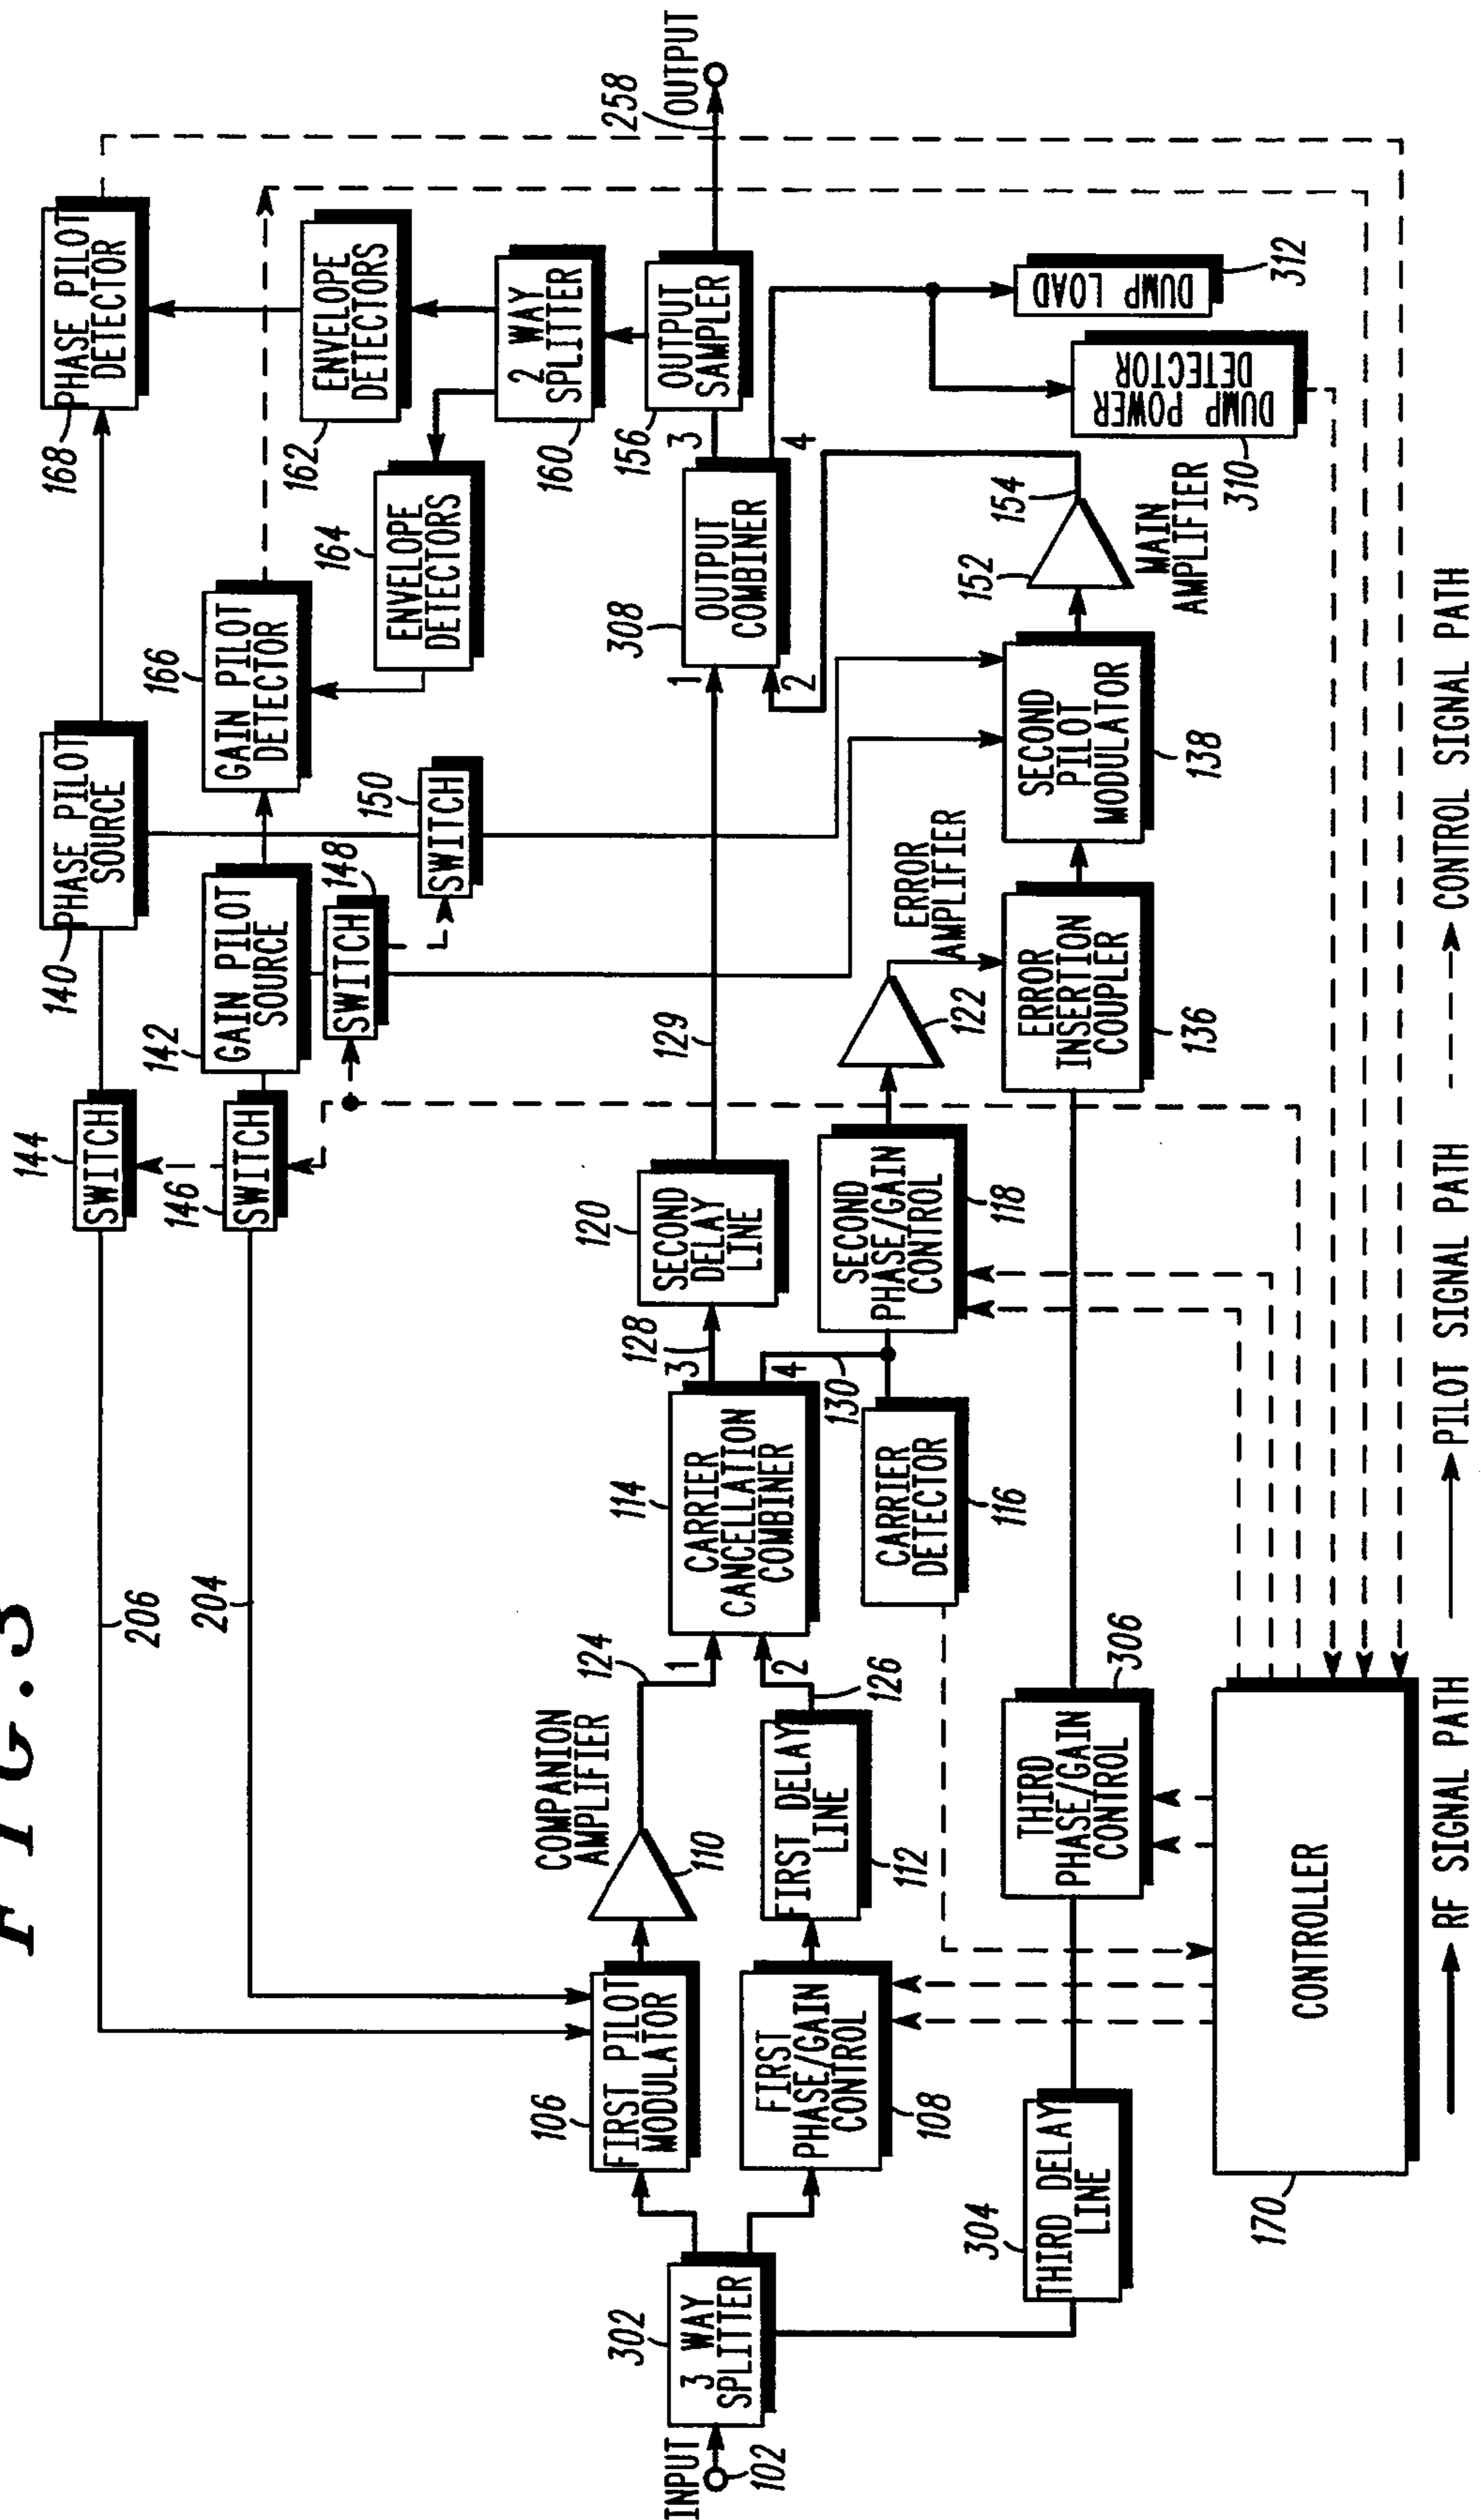 FIG.3
INPUT
102
302
3 WAY
SPLITTER
106
FIRST PILOT
MODULATOR
FIRST
PHASE/GAIN
CONTROL
108
304
THIRD DELAY
LINE
COMPANION
AMPLIFIER
110
FIRST DELAY
LINE
112
124
126
1
2
114
CARRIER
CANCELLATION
COMBINER
3
4
128
130
CARRIER
DETECTOR
116
THIRD
PHASE/GAIN
CONTROL
306
206
204
144
SWITCH
146
SWITCH
120
SECOND
DELAY
LINE
SECOND
PHASE/GAIN
CONTROL
118
129
ERROR
AMPLIFIER
122
ERROR
INSERTION
COUPLER
136
140
PHASE PILOT
SOURCE
142
GAIN PILOT
SOURCE
148
SWITCH
150
SWITCH
SECOND
PILOT
MODULATOR
138
152
154
MAIN
AMPLIFIER
166
GAIN PILOT
DETECTOR
164
ENVELOPE
DETECTORS
308
1
2
OUTPUT
COMBINER
3
4
168
PHASE PILOT
DETECTOR
162
ENVELOPE
DETECTORS
160
2 WAY
SPLITTER
156
OUTPUT
SAMPLER
258
OUTPUT
DUMP POWER
DETECTOR
310
DUMP LOAD
312
170
CONTROLLER
RF SIGNAL PATH
PILOT SIGNAL PATH
CONTROL SIGNAL PATH